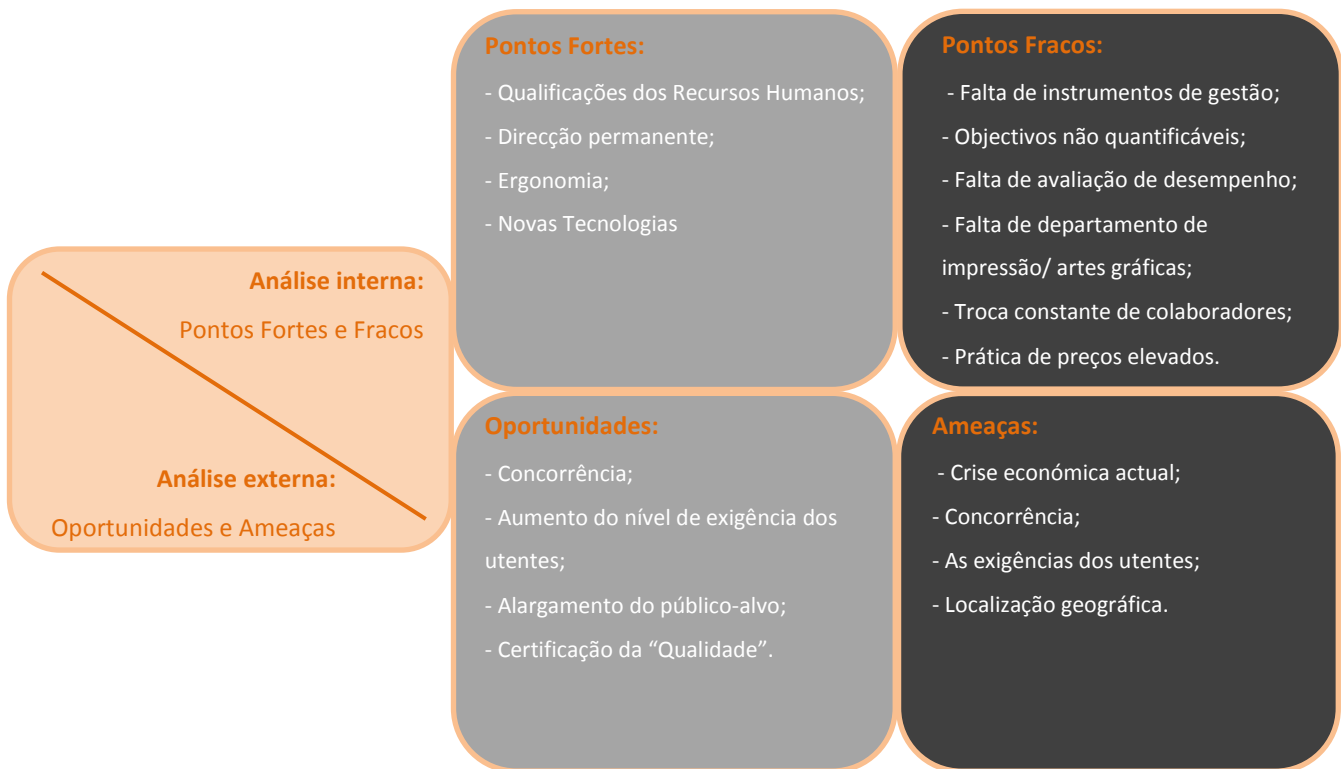 Análise interna:
Pontos Fortes e Fracos
Análise externa:
Oportunidades e Ameaças
Pontos Fortes:
- Qualificações dos Recursos Humanos;
- Direcção permanente;
- Ergonomia;
- Novas Tecnologias
Pontos Fracos:
- Falta de instrumentos de gestão;
- Objectivos não quantificáveis;
- Falta de avaliação de desempenho;
- Falta de departamento de
impressão/ artes gráficas;
- Troca constante de colaboradores;
- Prática de preços elevados.
Oportunidades:
- Concorrência;
- Aumento do nível de exigência dos
utentes;
- Alargamento do público-alvo;
- Certificação da “Qualidade”.
Ameaças:
- Crise económica actual;
- Concorrência;
- As exigências dos utentes;
- Localização geográfica.